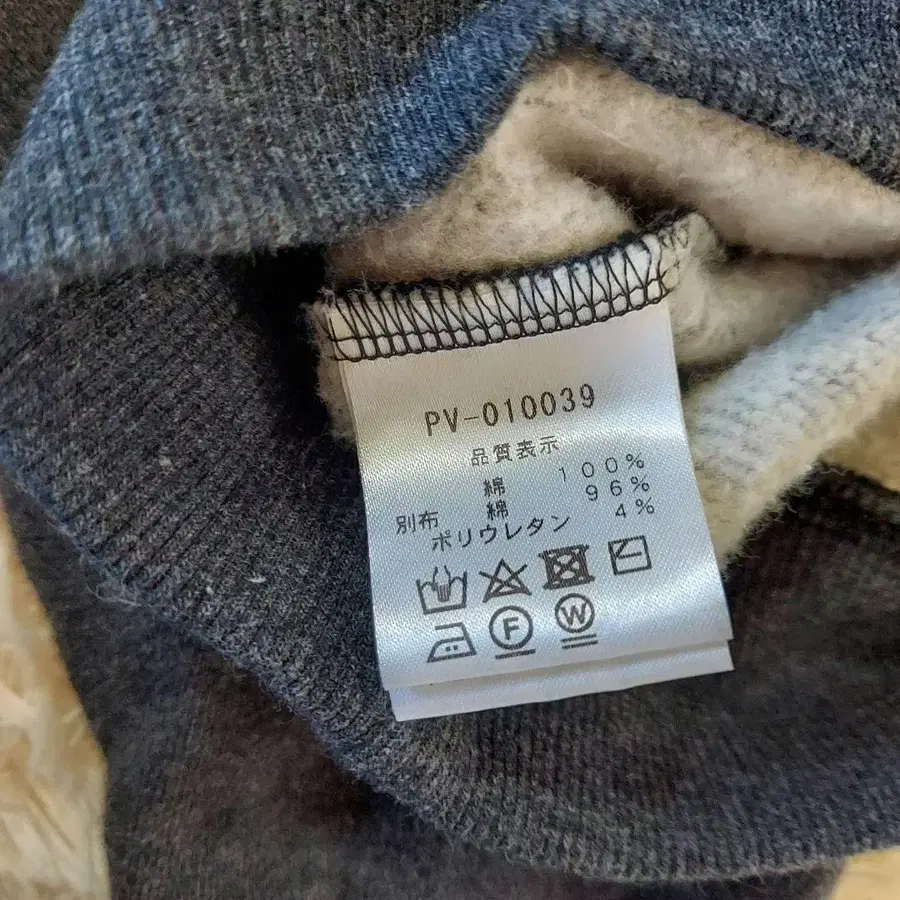 PV-010039
品質表示
綿 100%
別布 綿 96%
ポリウレタン 4%
F W